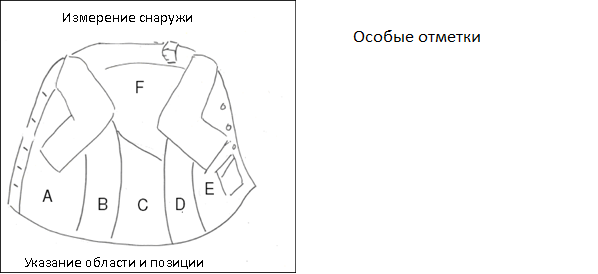 Измерение снаружи
Особые отметки
F
A
B
C
D
E
Указание области и позиции